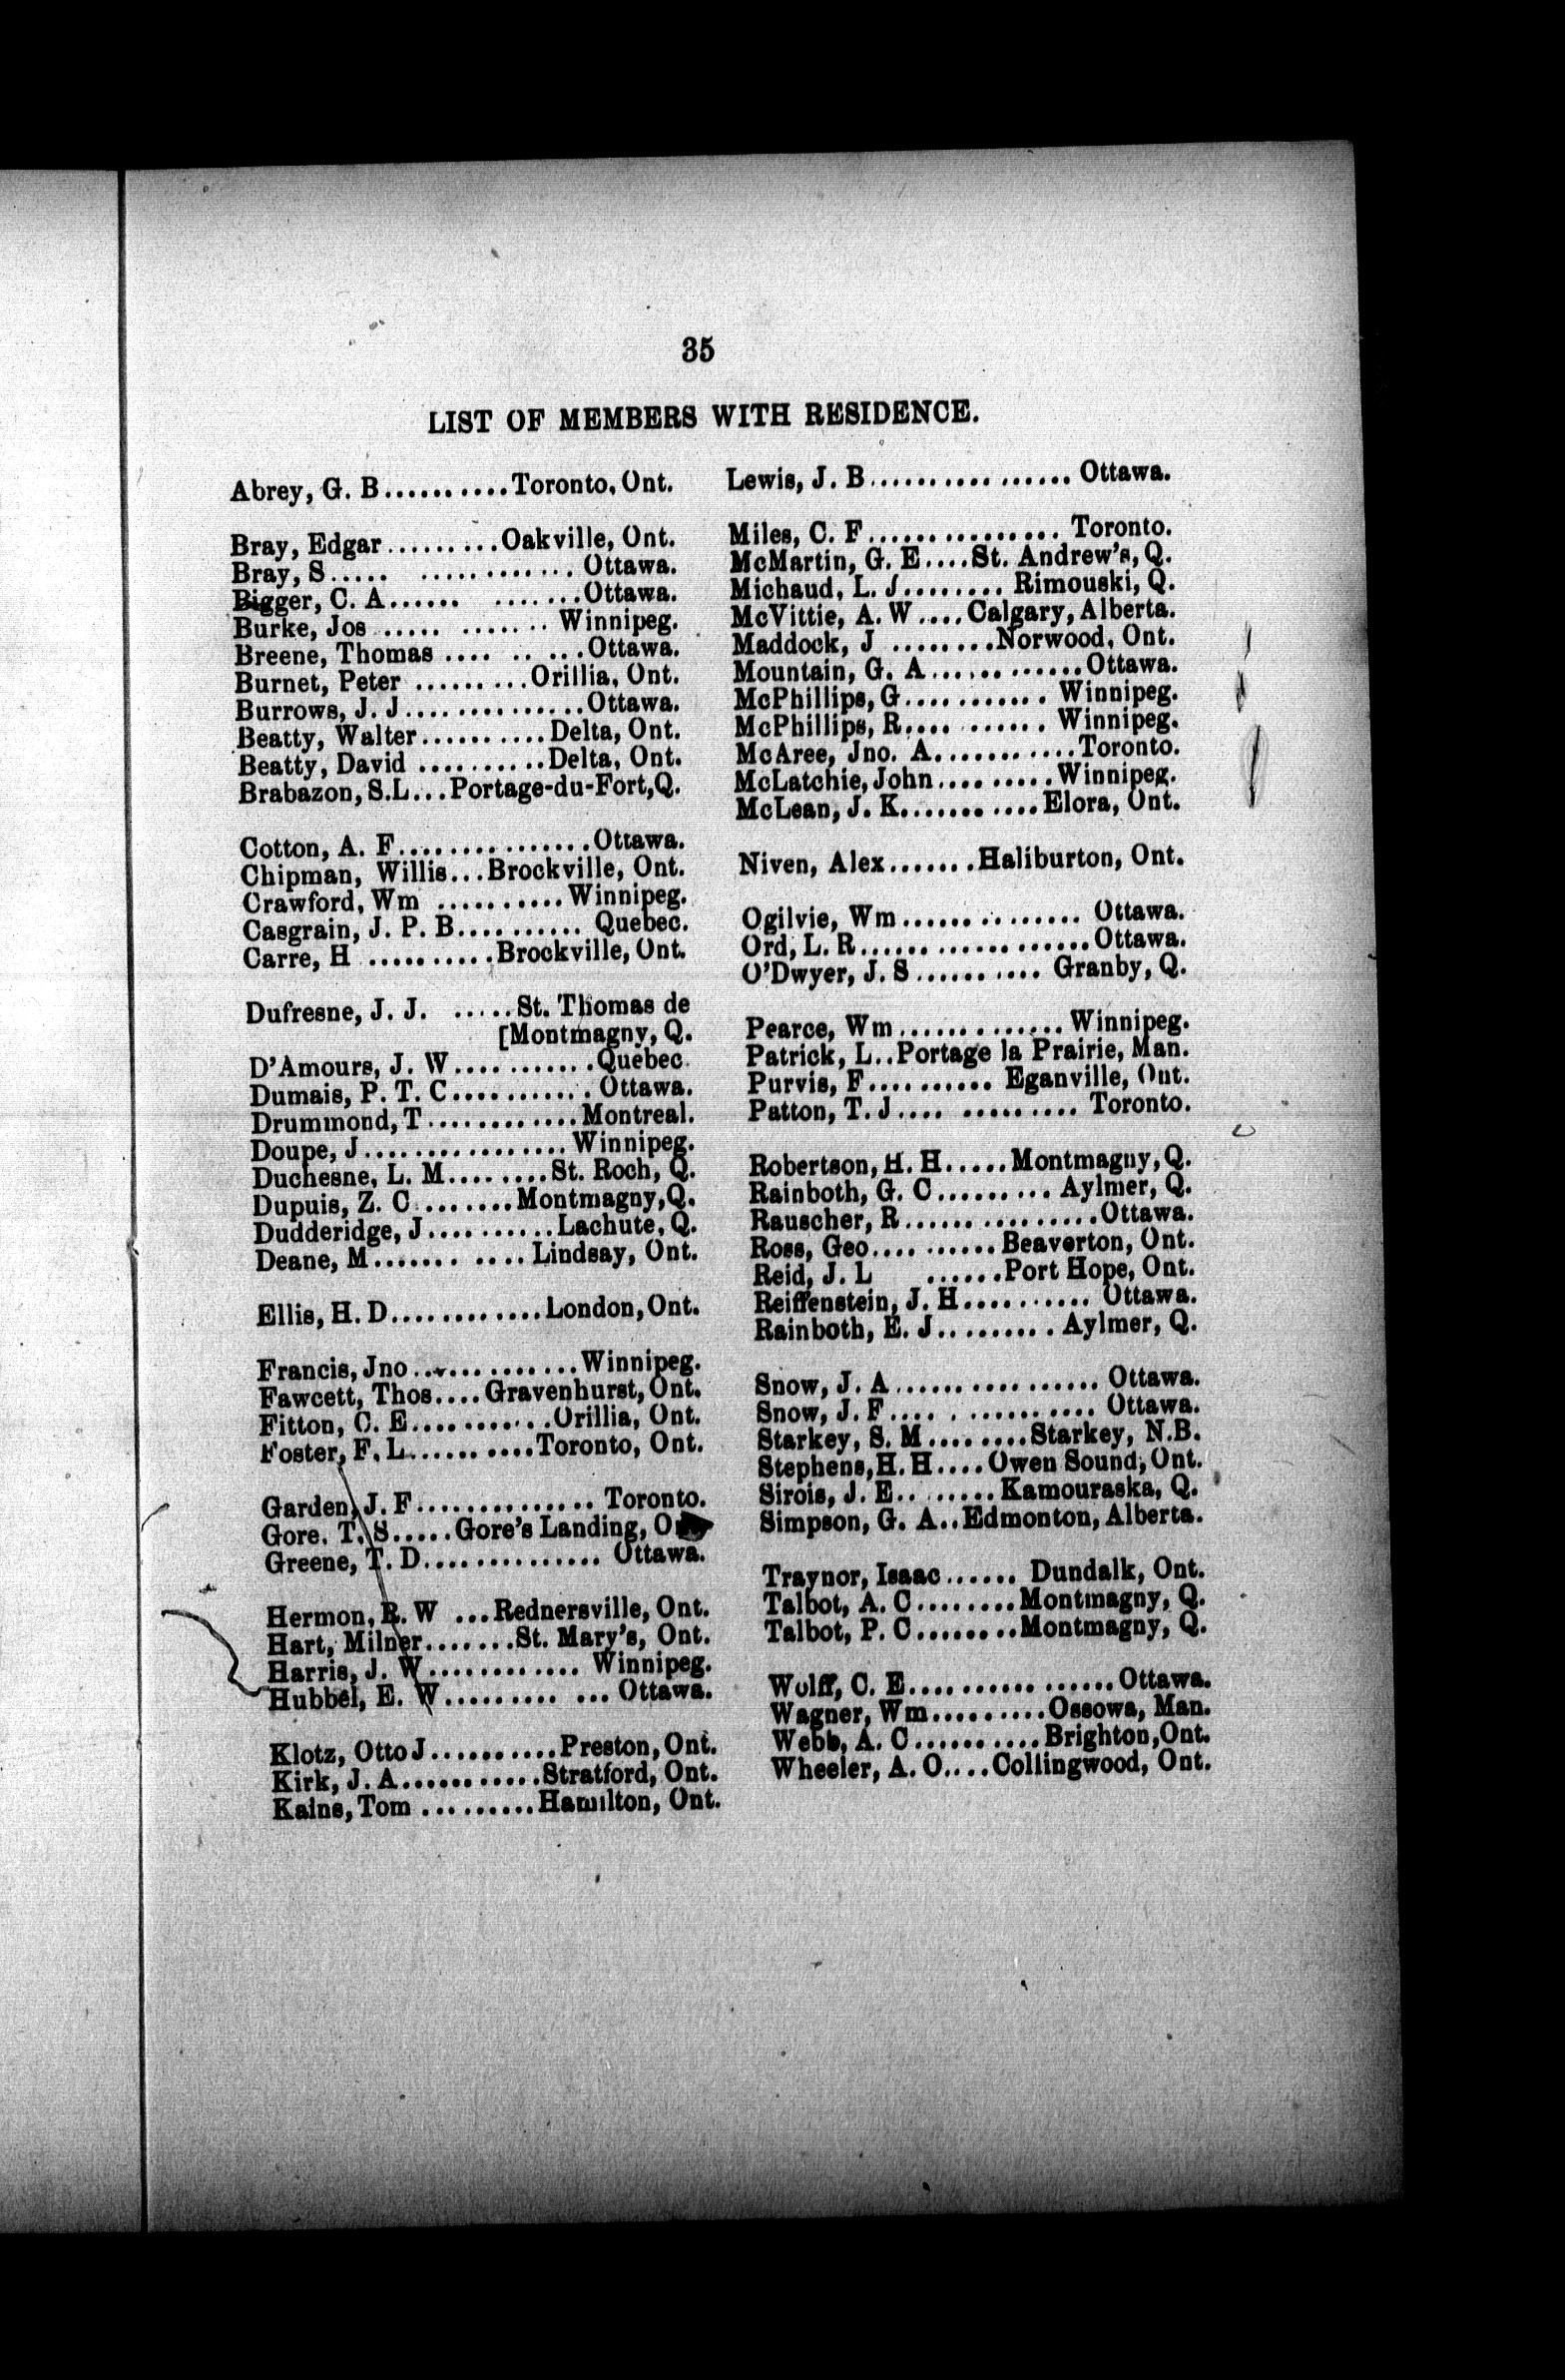 35
LIST OF MEMBERS WITH RESIDENCE.
Abrey, G. B..........Toronto, Ont.
Bray, Edgar.........Oakville, Ont.
Bray, S..... ............ Ottawa.
Bigger, C. A...... .......Ottawa.
Burke, Jos ..... ....... Winnipeg.
Breene, Thomas .... .. ...Ottawa.
Burnet, Peter .........Orillia, Ont.
Burrows, J. J..............Ottawa.
Beatty, Walter..........Delta, Ont.
Beatty, David ..........Delta, Ont.
Brabazon, S.L...Portage-du-Fort,Q.
Cotton, A. F...............Ottawa.
Chipman, Willis...Brockville, Ont.
Crawford, Wm ..........Winnipeg.
Casgrain, J. P. B.......... Quebec.
Carre, H ..........Brockville, Ont.
Dufresne, J. J. .....St. Thomas de
[Montmagny, Q.
D'Amours, J. W...........Quebec.
Dumais, P. T. C........... Ottawa.
Drummond, T............Montreal.
Doupe, J................Winnipeg.
Duchesne, L. M........St. Roch, Q.
Dupuis, Z. C........Montmagny,Q.
Dudderidge, J..........Lachute, Q.
Deane, M....... ....Lindsay, Ont.
Ellis, H. D............London, Ont.
Francis, Jno.............Winnipeg.
Fawcett, Thos....Gravenhurst, Ont.
Fitton, C. E...........Orillia, Ont.
Foster, F. L..........Toronto, Ont.
Garden, J. F.............. Toronto.
Gore. T. S.....Gore's Landing,
Greene, T. D.............. Ottawa.
Hermon, R. W ...Rednersville, Ont.
Hart, Milner.......St. Mary's, Ont.
Harris, J. W............ Winnipeg.
Hubbel, E. W......... ... Ottawa.
Klotz, Otto J..........Preston, Ont.
Kirk, J. A...........Stratford, Ont.
Kains, Tom .........Hamilton, Ont.
Lewis, J. B................ Ottawa.
Miles, C. F............... Toronto.
McMartin, G. E....St. Andrew's, Q.
Michaud, L. J........ Rimouski, Q.
McVittie, A. W....Calgary, Alberta.
Maddock, J ........Norwood, Ont.
Mountain, G. A............Ottawa.
McPhillips, G........... Winnipeg.
McPhillips, R........... Winnipeg.
McAree, Jno. A...........Toronto.
McLatchie, John.........Winnipeg.
McLean, J. K...........Elora, Ont.
Niven, Alex.......Haliburton, Ont.
Ogilvie, Wm.............. Ottawa.
Ord, L. R..................Ottawa.
O'Dwyer, J. S.......... Granby, Q.
Pearce, Wm.............Winnipeg.
Patrick, L..Portage la Prairie, Man.
Purvis, F.......... Eganville, Ont.
Patton, T. J.... ......... Toronto.
Robertson, H. H.....Montmagny, Q.
Rainboth, G. C......... Aylmer, Q.
Rauscher, R...............Ottawa.
Ross, Geo.... ......Beaverton, Ont.
Reid, J. L ......Port Hope, Ont.
Reiffenstein, J. H.......... Ottawa.
Rainboth, E. J......... Aylmer, Q.
Snow, J. A................ Ottawa.
Snow, J. F.... . .......... Ottawa.
Starkey, S. M........Starkey, N.B.
Stephens, H. H....Owen Sound, Ont.
Sirois, J. E.. ......Kamouraska, Q.
Simpson, G. A..Edmonton, Alberta.
Traynor, Isaac...... Dundalk, Ont.
Talbot, A. C........Montmagny, Q.
Talbot, P. C........Montmagny, Q.
Wolff, C. E................Ottawa.
Wagner, Wm.........Ossowa, Man.
Webb, A. C..........Brighton,Ont.
Wheeler, A. O....Collingwood, Ont.